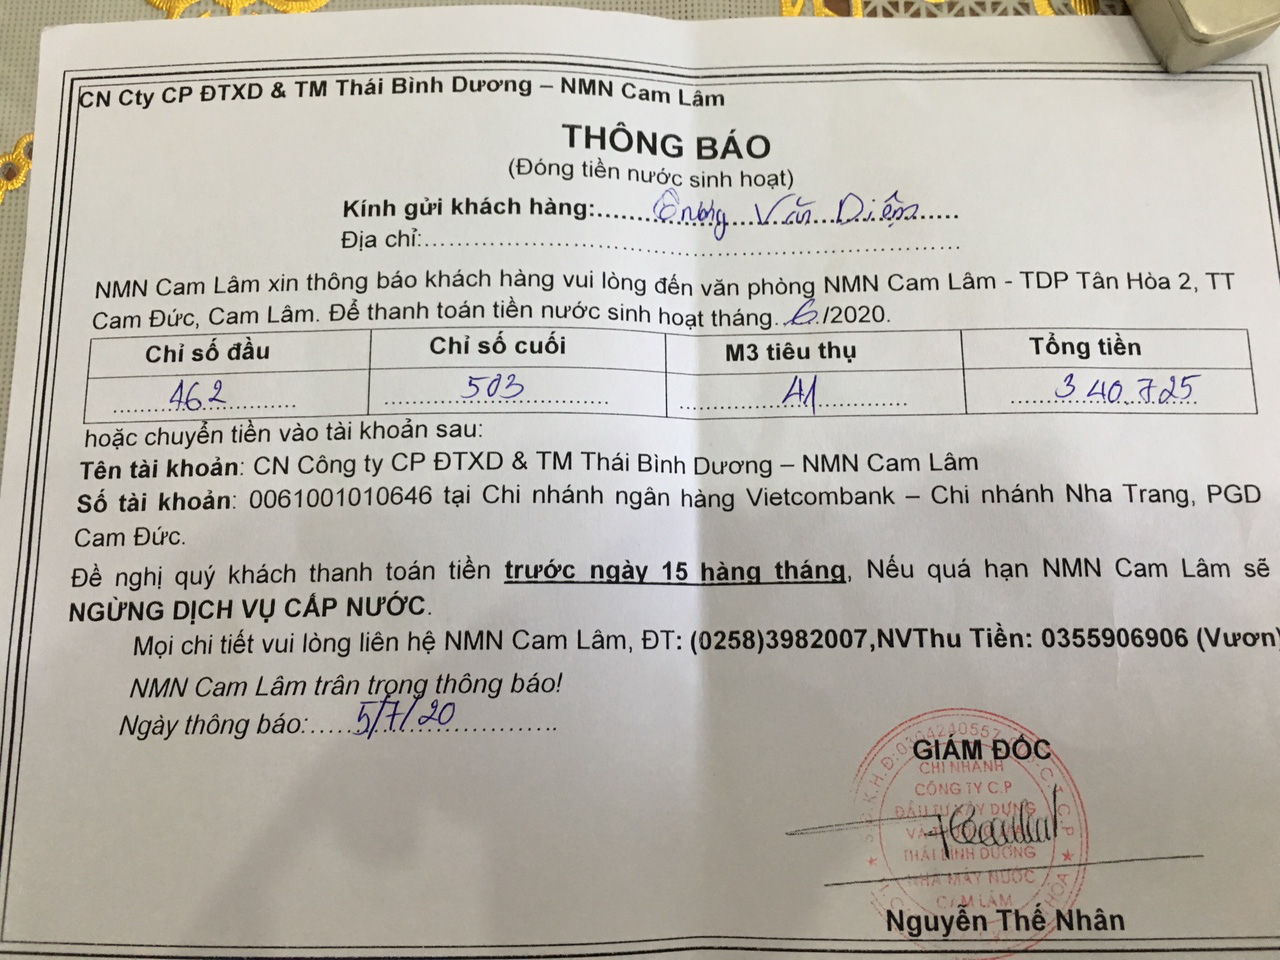 CN Cty CP ĐTXD & TM Thái Bình Dương – NMN Cam Lâm
THÔNG BÁO
(Đóng tiền nước sinh hoạt)
Kính gửi khách hàng:............Văn Diện......
Địa chỉ:..........................................................................
NMN Cam Lâm xin thông báo khách hàng vui lòng đến văn phòng NMN Cam Lâm - TDP Tân Hòa 2, TT
Cam Đức, Cam Lâm. Để thanh toán tiền nước sinh hoạt tháng..6../2020.
Chỉ số đầu Chỉ số cuối M3 tiêu thụ Tổng tiền
462 503 41 340.725
hoặc chuyển tiền vào tài khoản sau:
Tên tài khoản: CN Công ty CP ĐTXD & TM Thái Bình Dương – NMN Cam Lâm
Số tài khoản: 0061001010646 tại Chi nhánh ngân hàng Vietcombank – Chi nhánh Nha Trang, PGD
Cam Đức.
Đề nghị quý khách thanh toán tiền trước ngày 15 hàng tháng, Nếu quá hạn NMN Cam Lâm sẽ
NGỪNG DỊCH VỤ CẤP NƯỚC.
Mọi chi tiết vui lòng liên hệ NMN Cam Lâm, ĐT: (0258)3982007,NVThu Tiền: 0355906906 (Vươn)
NMN Cam Lâm trân trọng thông báo!
Ngày thông báo:......5/7/20...............
GIÁM ĐỐC
CHI NHÁNH
CÔNG TY C.P
ĐẦU TƯ XÂY DỰNG
THÁI BÌNH DƯƠNG
NHÀ MÁY NƯỚC
CAM LÂM
Nguyễn Thế Nhân